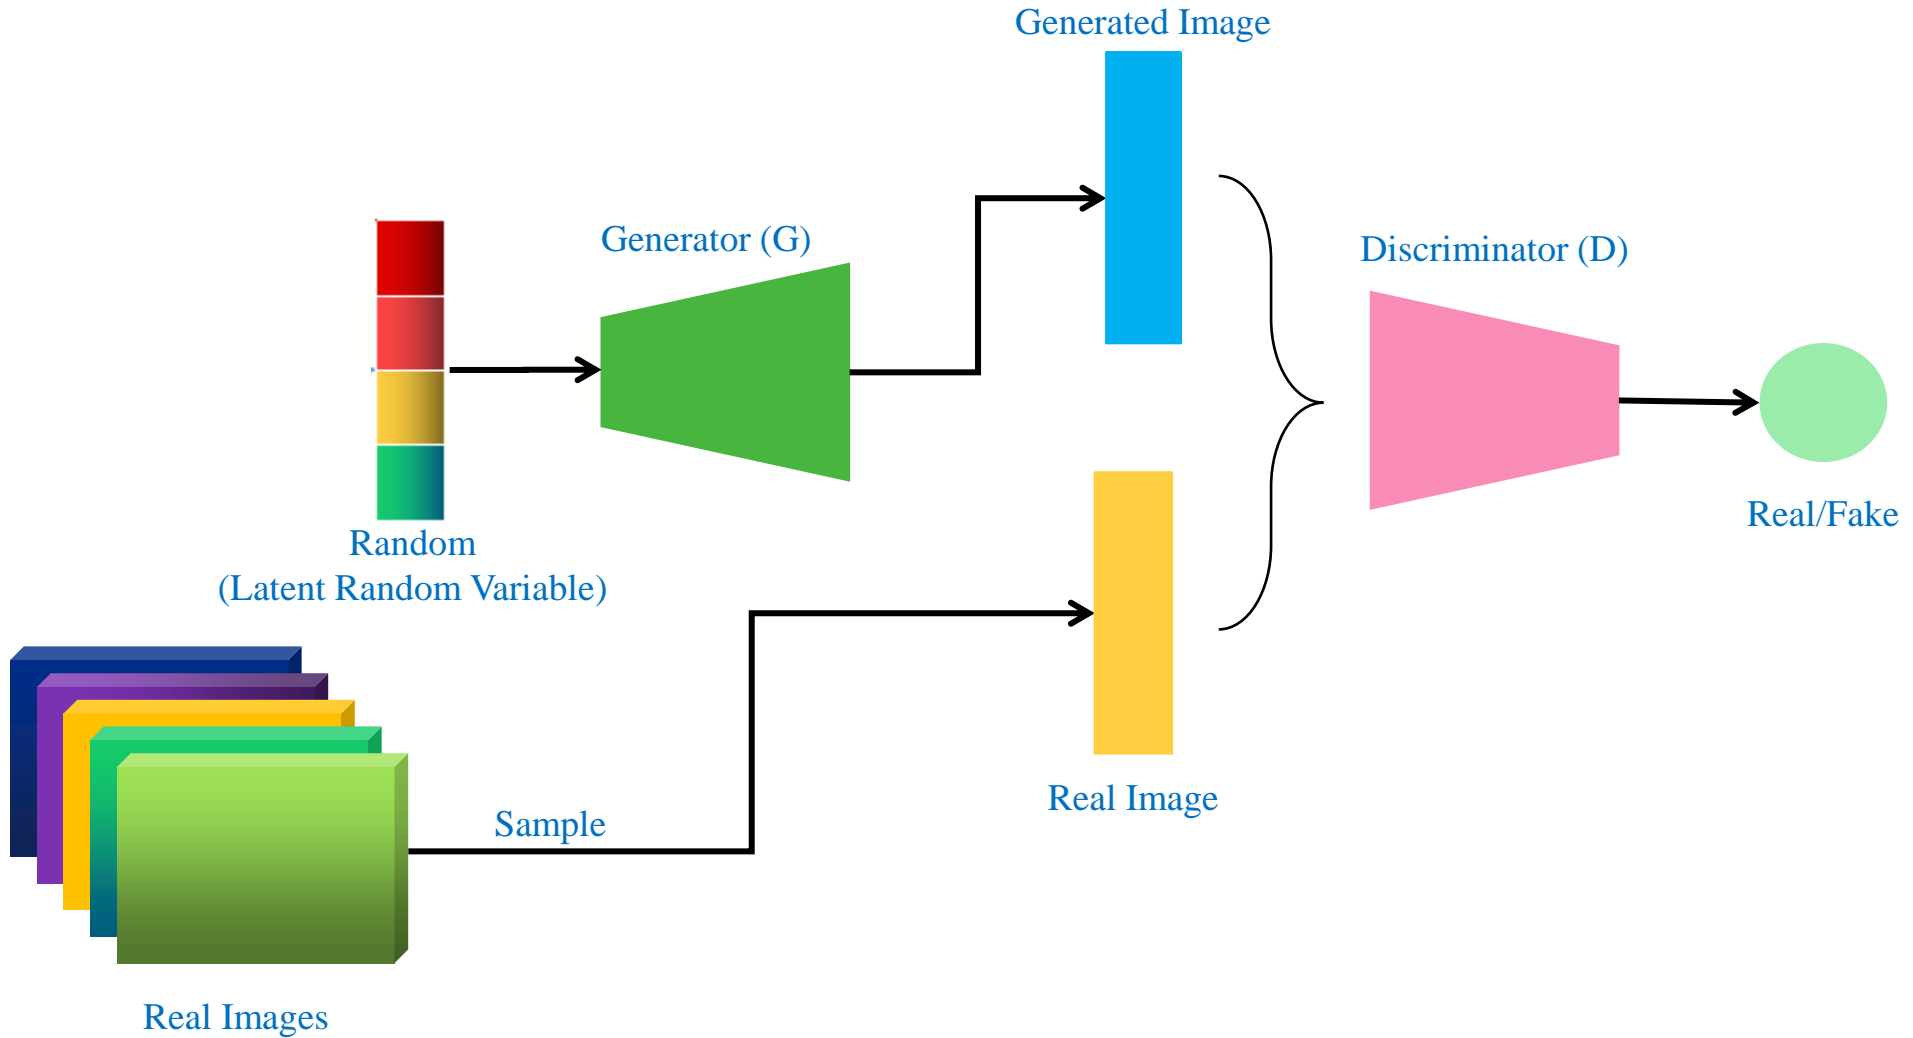 Generated Image
Generator (G)
Discriminator (D)
Real/Fake
Random
(Latent Random Variable)
Real Image
Sample
Real Images